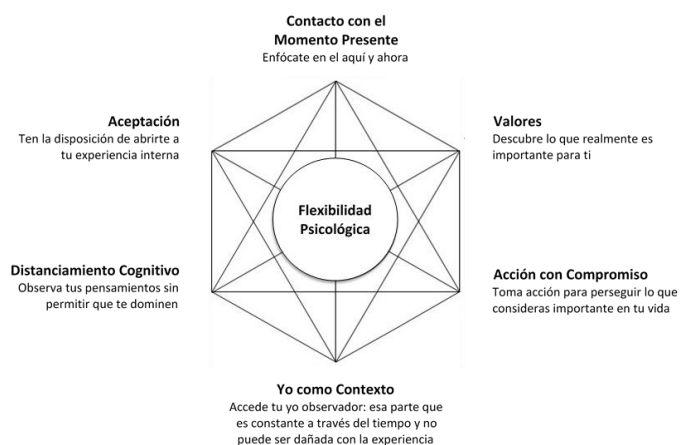 Contacto con el
Momento Presente
Enfócate en el aquí y ahora
Aceptación
Ten la disposición de abrirte a
tu experiencia interna
Valores
Descubre lo que realmente es
importante para ti
Flexibilidad
Psicológica
Distanciamiento Cognitivo
Observa tus pensamientos sin
permitir que te dominen
Acción con Compromiso
Toma acción para perseguir lo que
consideras importante en tu vida
Yo como Contexto
Accede tu yo observador: esa parte que
es constante a través del tiempo y no
puede ser dañada con la experiencia